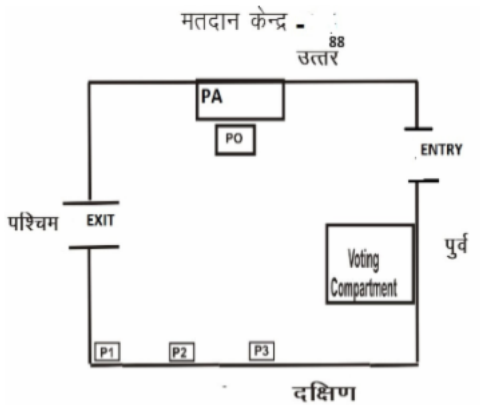 मतदान केन्द्र -
88
उत्तर
PA
PO
ENTRY
पश्चिम EXIT
पुर्व
Voting
Compartment
P1 P2 P3
दक्षिण